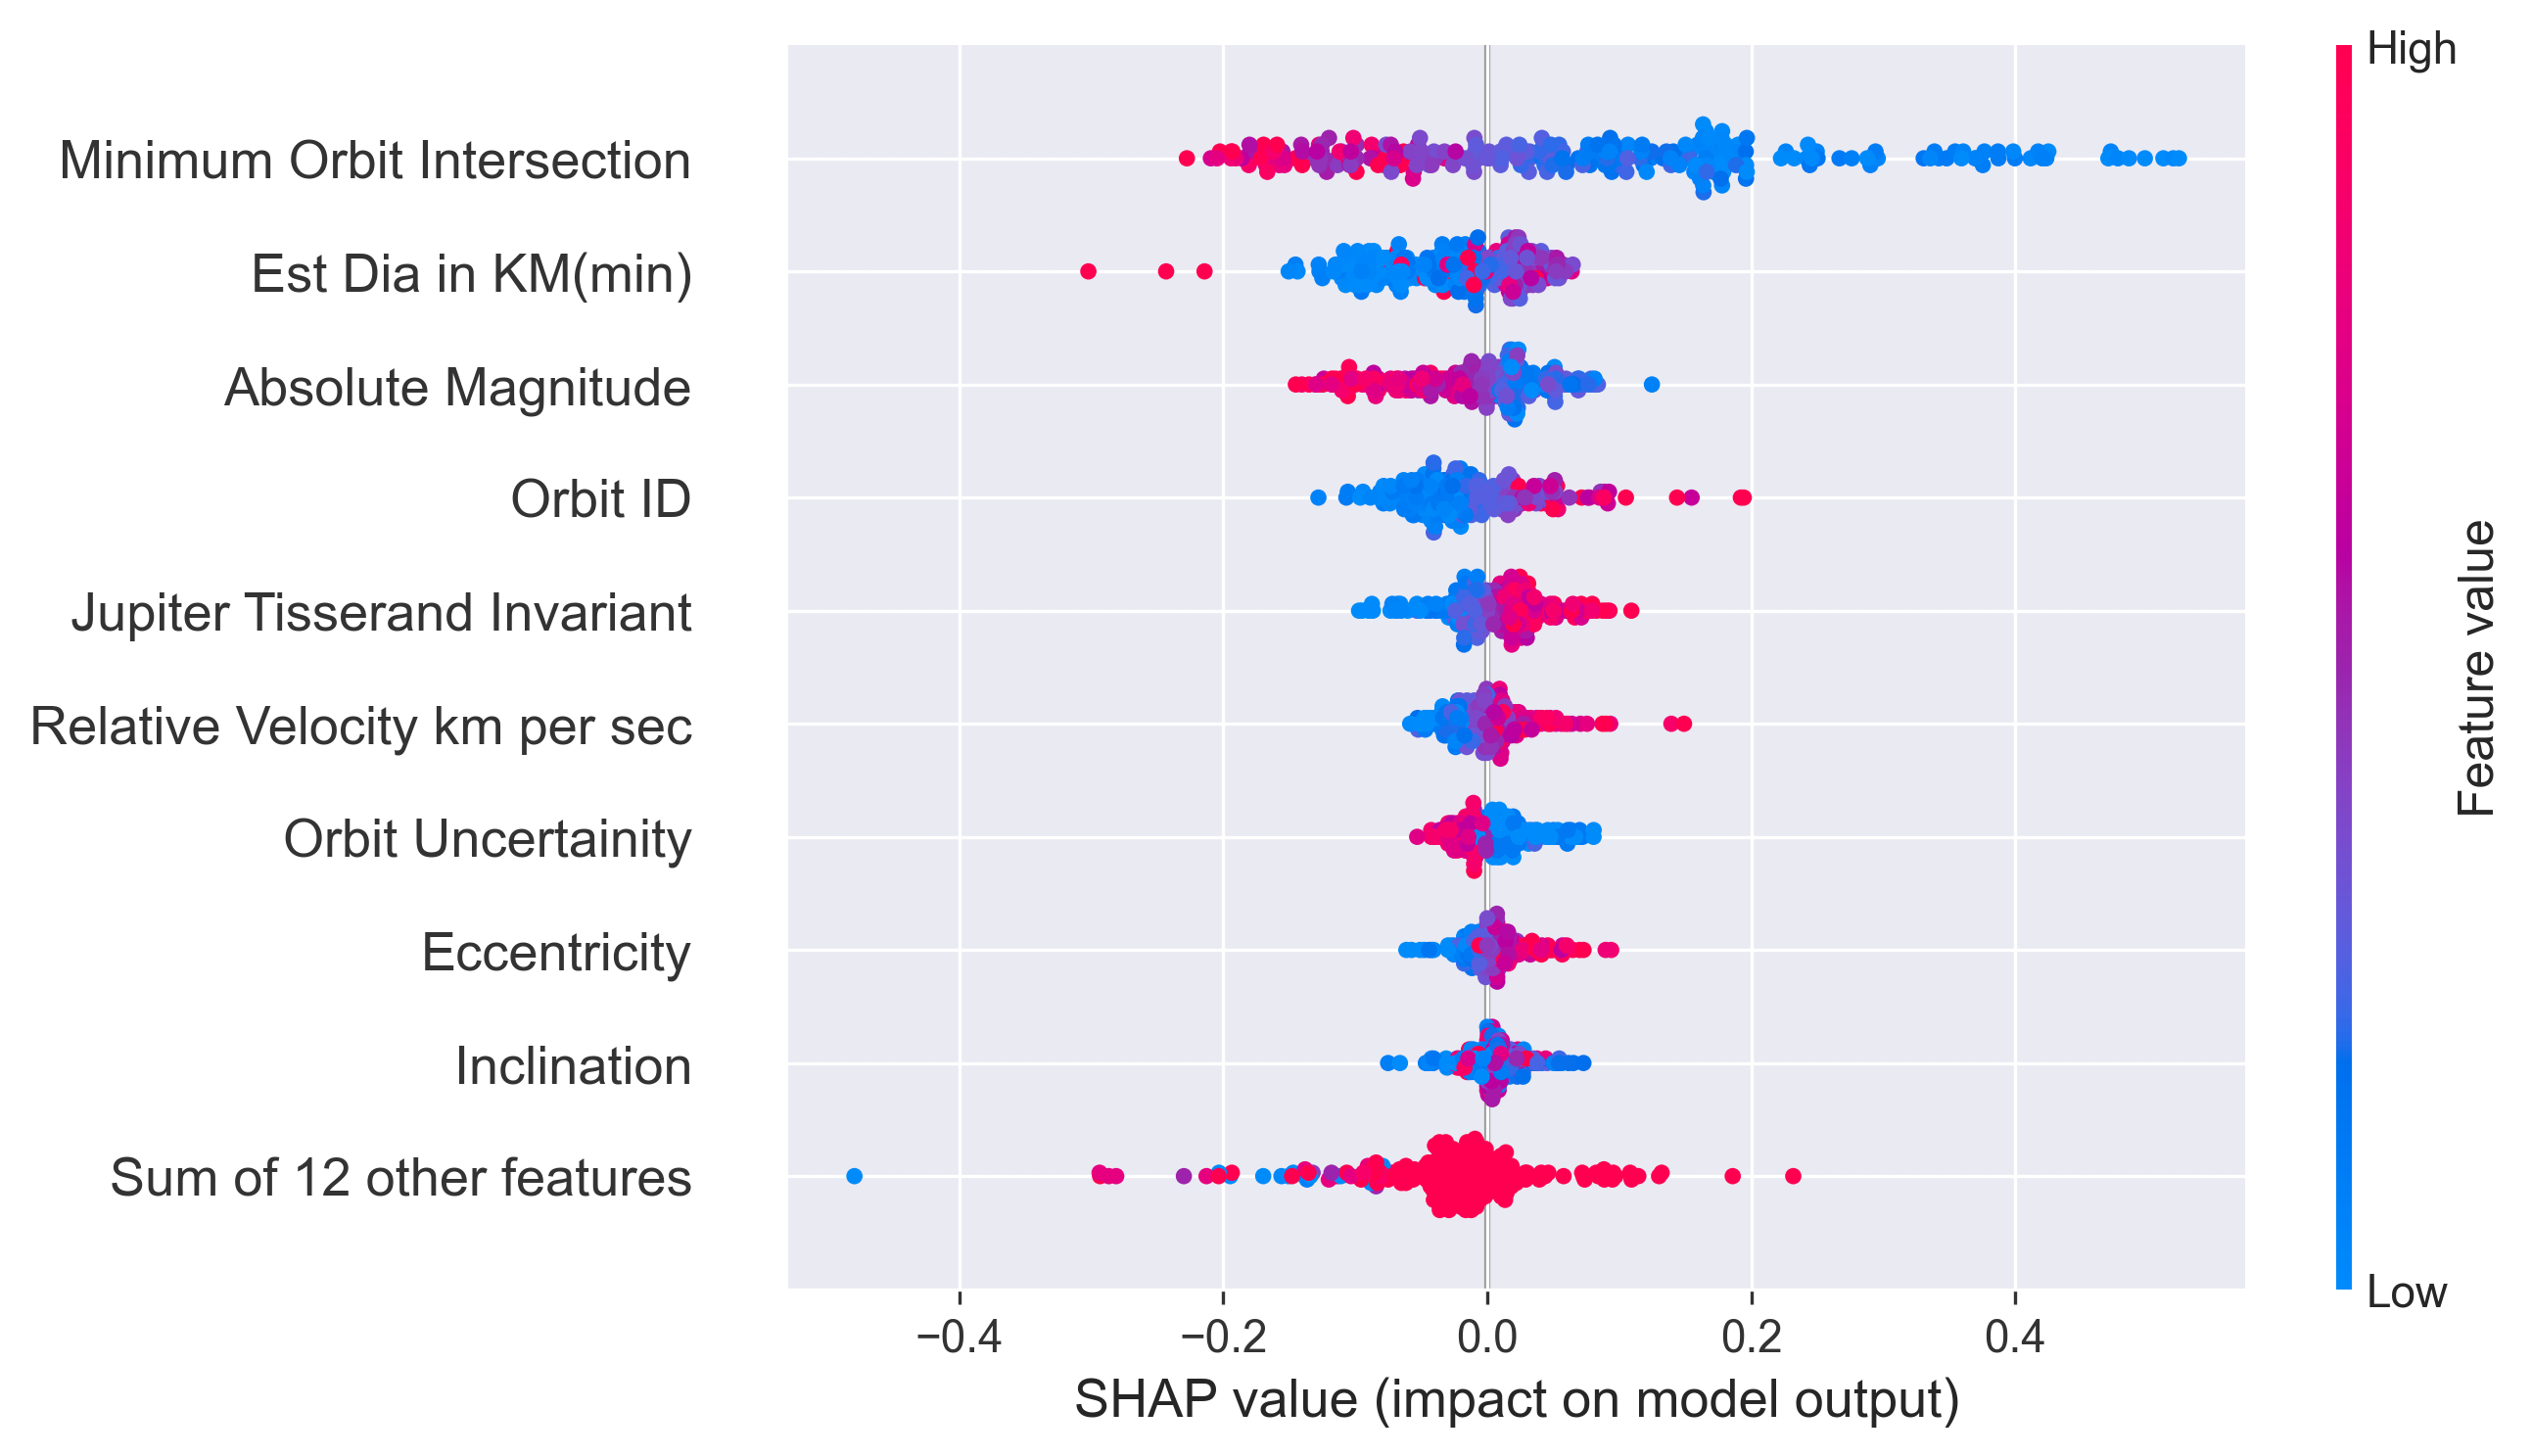 High
Minimum Orbit Intersection
Est Dia in KM(min)
Absolute Magnitude
Orbit ID
Jupiter Tisserand Invariant
Relative Velocity km per sec
Orbit Uncertainity
Eccentricity
Inclination
Sum of 12 other features
Feature value
Low
−0.4 −0.2 0.0 0.2 0.4
SHAP value (impact on model output)